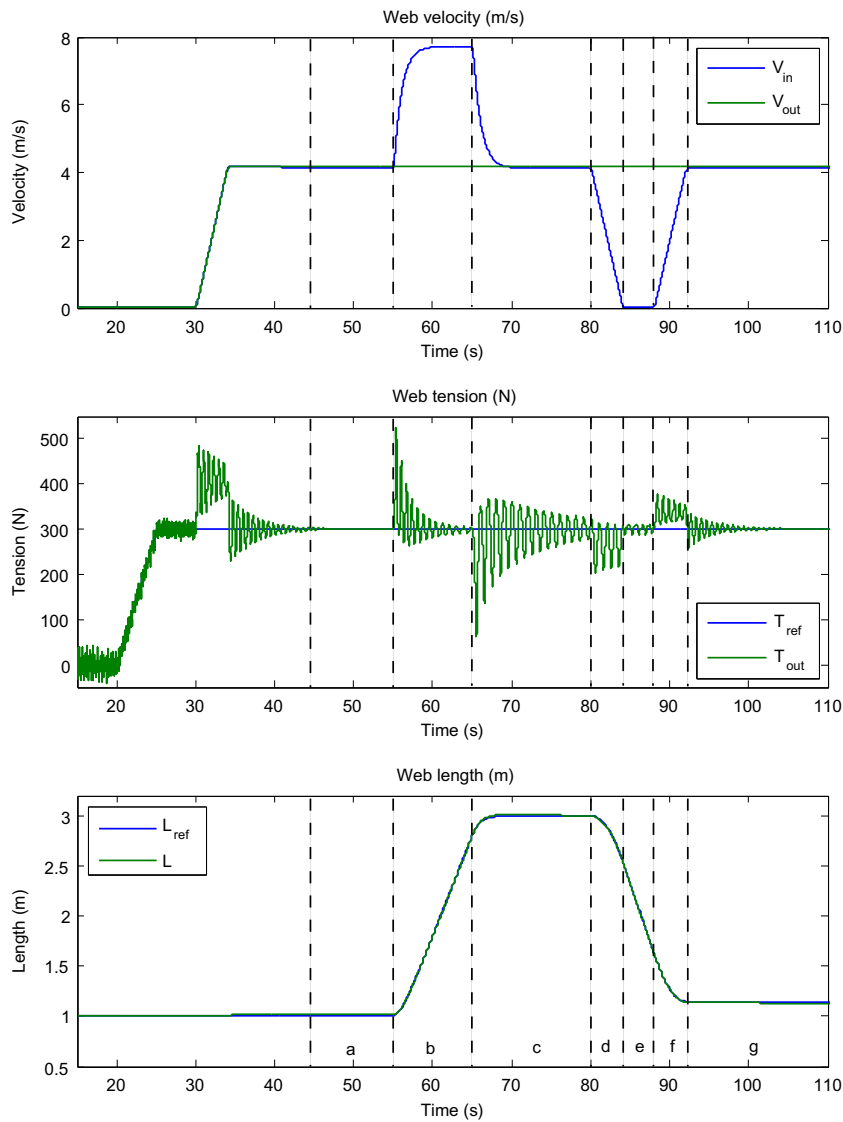 Web velocity (m/s)
8
6
4
2
0
Velocity (m/s)
V_in
V_out
20 30 40 50 60 70 80 90 100 110
Time (s)
Web tension (N)
500
400
300
200
100
0
Tension (N)
T_ref
T_out
20 30 40 50 60 70 80 90 100 110
Time (s)
Web length (m)
3
2.5
2
1.5
1
0.5
Length (m)
L_ref
L
a b c d e f g
20 30 40 50 60 70 80 90 100 110
Time (s)